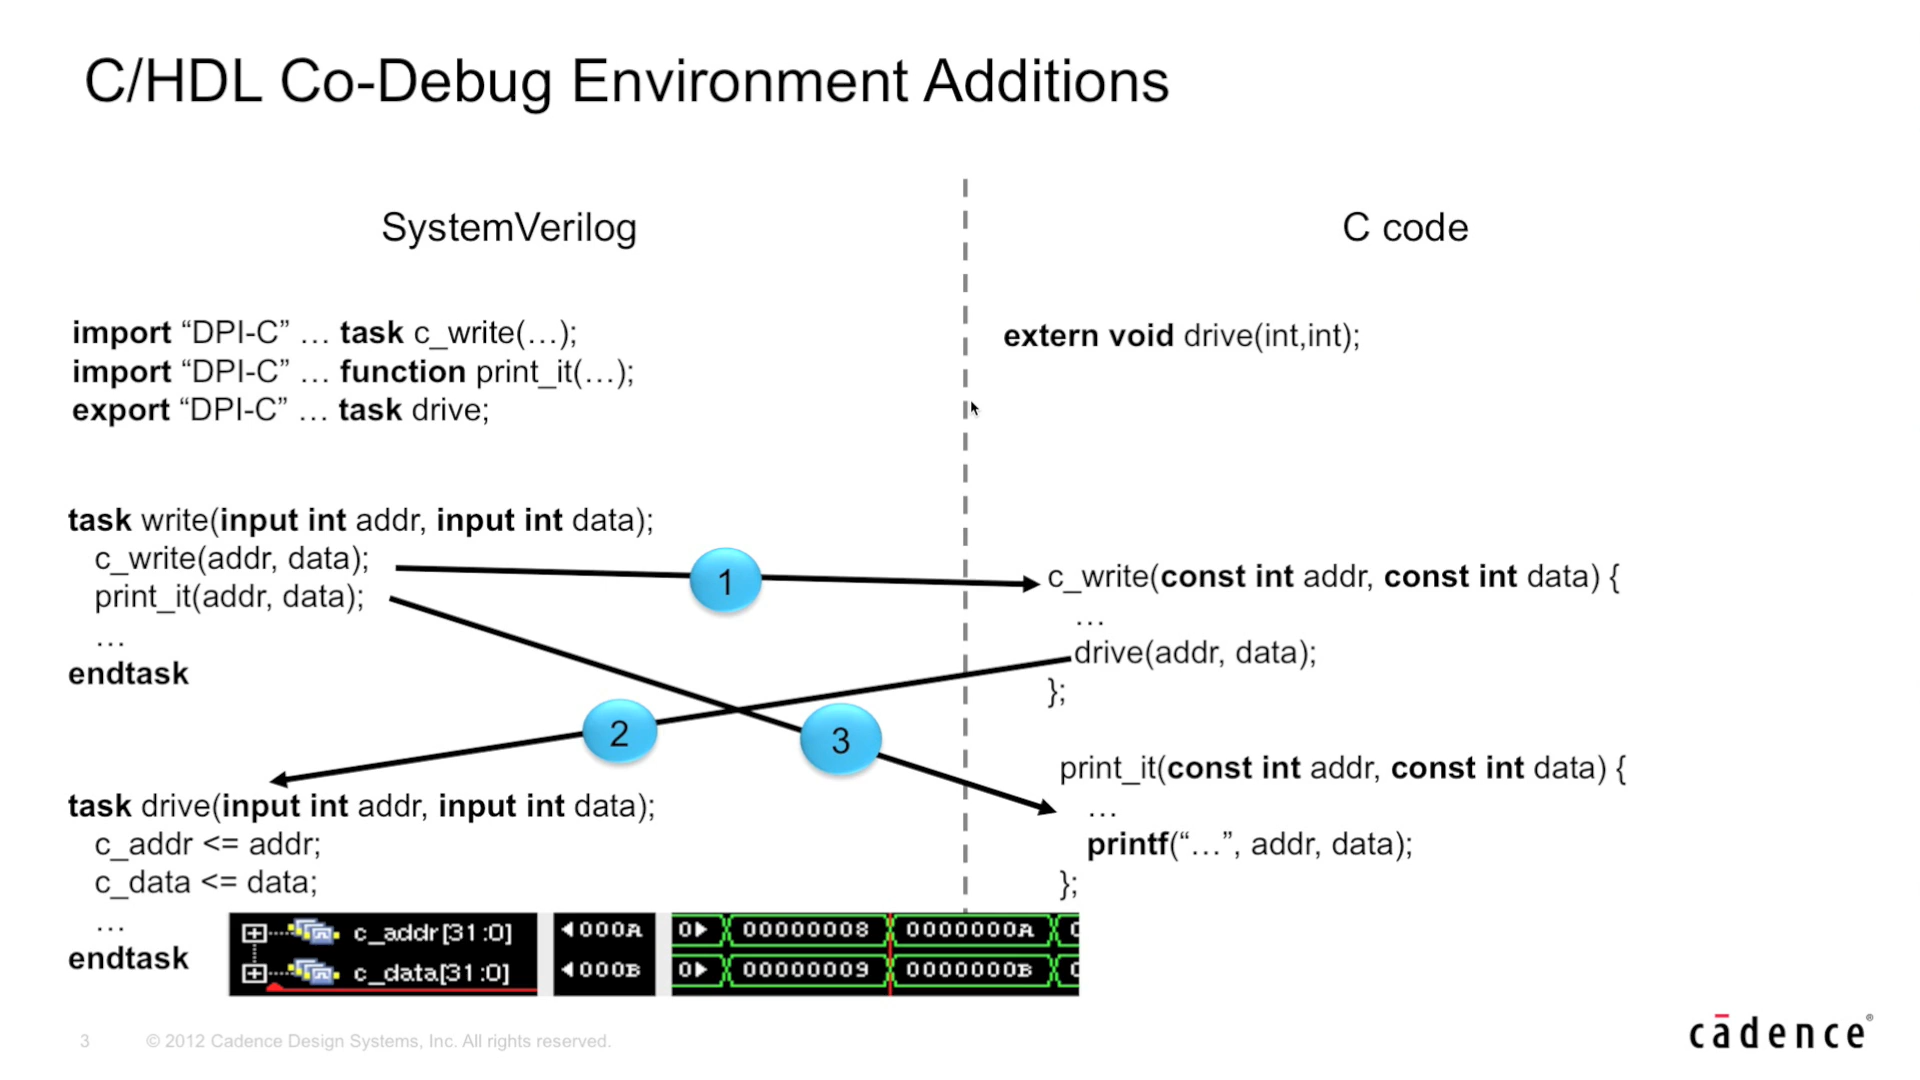 C/HDL Co-Debug Environment Additions
SystemVerilog
import “DPI-C” … task c_write(…);
import “DPI-C” … function print_it(…);
export “DPI-C” … task drive;
task write(input int addr, input int data);
c_write(addr, data);
print_it(addr, data);
…
endtask
1
2
3
task drive(input int addr, input int data);
c_addr <= addr;
c_data <= data;
…
endtask
C code
extern void drive(int,int);
c_write(const int addr, const int data) {
…
drive(addr, data);
};
print_it(const int addr, const int data) {
…
printf(“…”, addr, data);
};
c_addr[31:0] 000A 0 00000008 0000000A 0
c_data[31:0] 000B 0 00000009 0000000B 0
3 © 2012 Cadence Design Systems, Inc. All rights reserved.
cādence®